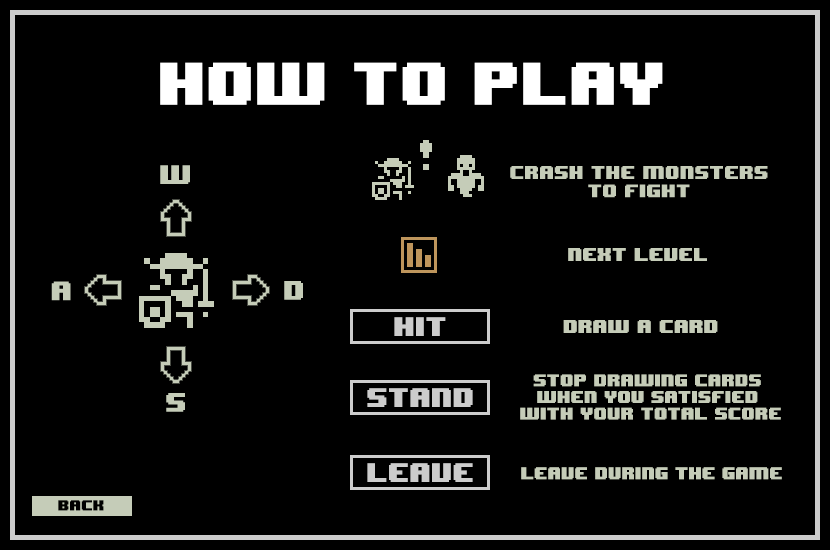 HOW TO PLAY
W
A
D
S
!
CRASH THE MONSTERS
TO FIGHT
NEXT LEVEL
HIT
DRAW A CARD
STAND
STOP DRAWING CARDS
WHEN YOU SATISFIED
WITH YOUR TOTAL SCORE
LEAVE
LEAVE DURING THE GAME
BACK